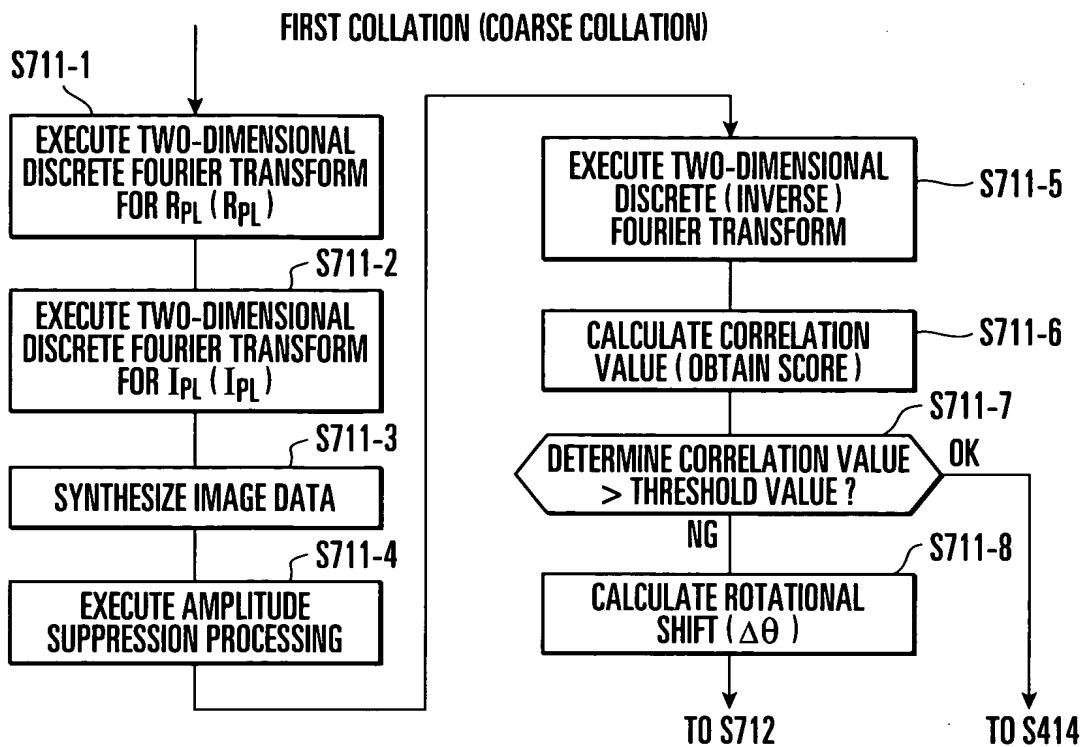 FIRST COLLATION (COARSE COLLATION)
S711-1
EXECUTE TWO-DIMENSIONAL
DISCRETE FOURIER TRANSFORM
FOR RPL (RPL)
S711-2
EXECUTE TWO-DIMENSIONAL
DISCRETE FOURIER TRANSFORM
FOR IPL (IPL)
S711-3
SYNTHESIZE IMAGE DATA
S711-4
EXECUTE AMPLITUDE
SUPPRESSION PROCESSING
EXECUTE TWO-DIMENSIONAL
DISCRETE (INVERSE)
FOURIER TRANSFORM
S711-5
CALCULATE CORRELATION
VALUE (OBTAIN SCORE)
S711-6
S711-7
DETERMINE CORRELATION VALUE
> THRESHOLD VALUE ?
OK
NG
S711-8
CALCULATE ROTATIONAL
SHIFT (Δθ)
TO S712
TO S414